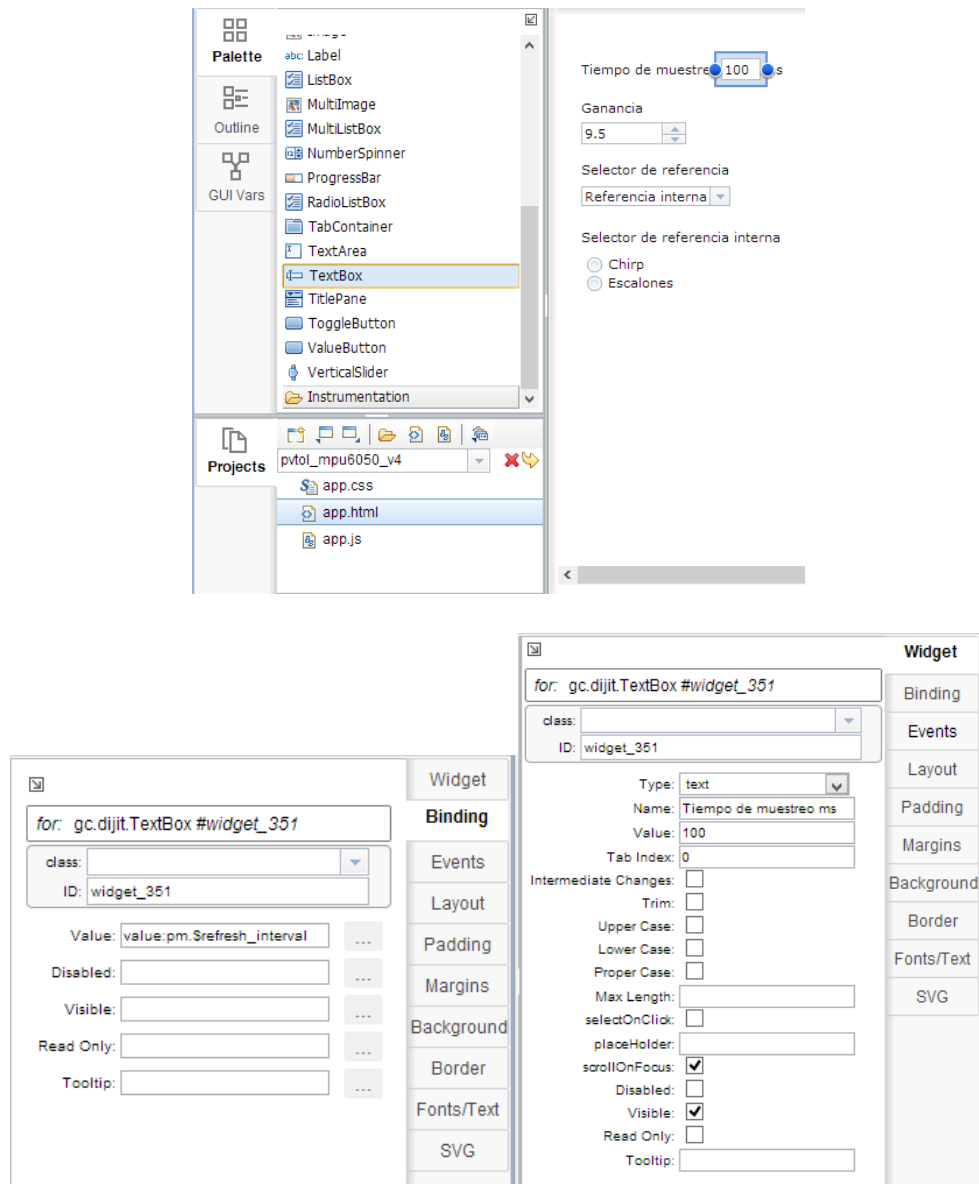 Palette
Outline
GUI Vars
abc: Label
ListBox
MultiImage
MultiListBox
NumberSpinner
ProgressBar
RadioListBox
TabContainer
TextArea
TextBox
TitlePane
ToggleButton
ValueButton
VerticalSlider
Instrumentation
Tiempo de muestre 100 s
Ganancia
9.5
Selector de referencia
Referencia interna
Selector de referencia interna
Chirp
Escalones
Projects
pvtol_mpu6050_v4
app.css
app.html
app.js
for: gc.dijit.TextBox #widget_351
class:
ID: widget_351
Value: value:pm.$refresh_interval ...
Disabled: ...
Visible: ...
Read Only: ...
Tooltip: ...
Widget
Binding
Events
Layout
Padding
Margins
Background
Border
Fonts/Text
SVG
for: gc.dijit.TextBox #widget_351
class:
ID: widget_351
Type: text
Name: Tiempo de muestreo ms
Value: 100
Tab Index: 0
Intermediate Changes:
Trim:
Upper Case:
Lower Case:
Proper Case:
Max Length:
selectOnClick:
placeHolder:
scrollOnFocus:
Disabled:
Visible:
Read Only:
Tooltip:
Widget
Binding
Events
Layout
Padding
Margins
Background
Border
Fonts/Text
SVG